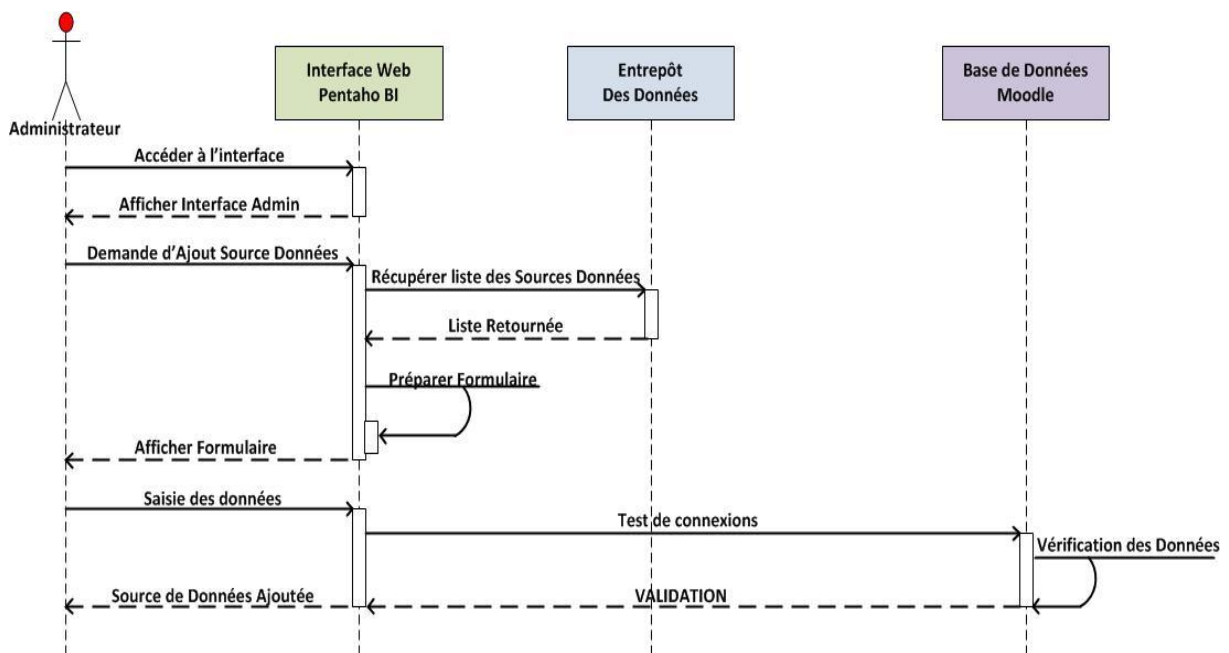 Interface Web
Pentaho BI
Entrepôt
Des Données
Base de Données
Moodle
Administrateur
Accéder à l'interface
Afficher Interface Admin
Demande d'Ajout Source Données
Récupérer liste des Sources Données
Liste Retournée
Préparer Formulaire
Afficher Formulaire
Saisie des données
Test de connexions
Vérification des Données
Source de Données Ajoutée
VALIDATION